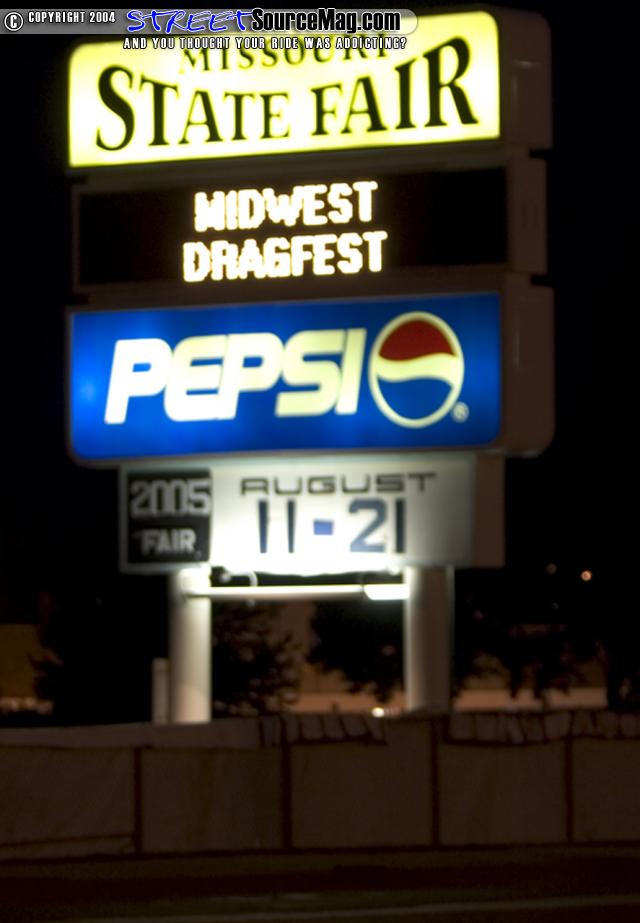 © COPYRIGHT 2004 STREETSourceMag.com
AND YOU THOUGHT YOUR RIDE WAS ADDICTING?
MISSOURI
STATE FAIR
MIDWEST
DRAGFEST
PEPSI®
2005 AUGUST
FAIR 11-21